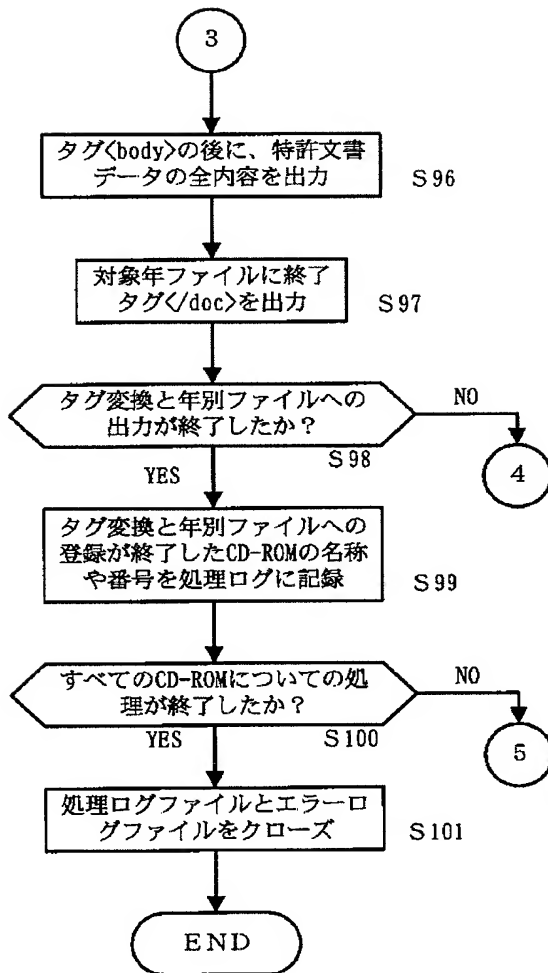 3
タグ<body>の後に、特許文書
データの全内容を出力
S96
対象年ファイルに終了
タグ</doc>を出力
S97
タグ変換と年別ファイルへの
出力が終了したか？
NO
S98
YES
4
タグ変換と年別ファイルへの
登録が終了したCD-ROMの名称
や番号を処理ログに記録
S99
すべてのCD-ROMについての処
理が終了したか？
NO
YES
S100
5
処理ログファイルとエラーロ
グファイルをクローズ
S101
END